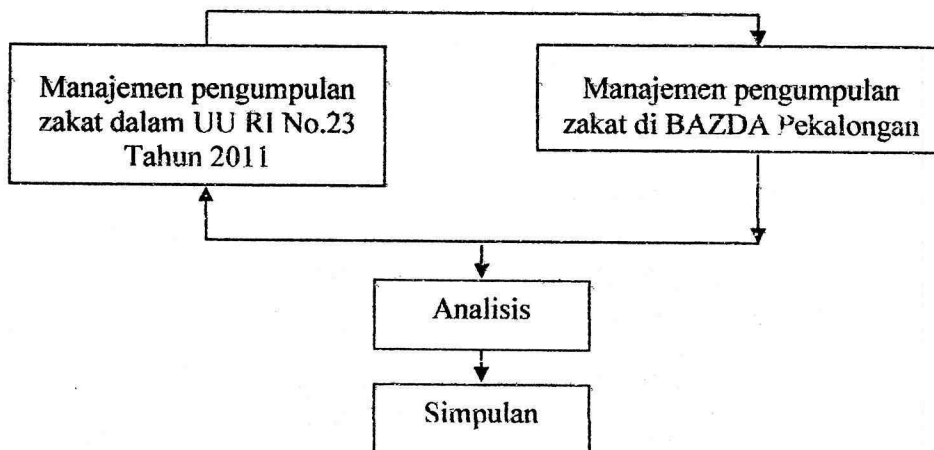 Manajemen pengumpulan
zakat dalam UU RI No.23
Tahun 2011
Manajemen pengumpulan
zakat di BAZDA Pekalongan
Analisis
Simpulan